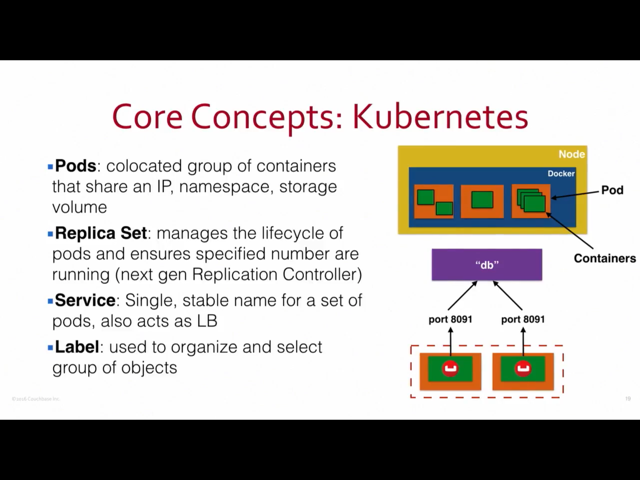 Core Concepts: Kubernetes
▪Pods: colocated group of containers
that share an IP, namespace, storage
volume
▪Replica Set: manages the lifecycle of
pods and ensures specified number are
running (next gen Replication Controller)
▪Service: Single, stable name for a set of
pods, also acts as LB
▪Label: used to organize and select
group of objects
Node
Docker
Pod
Containers
"db"
port 8091
port 8091